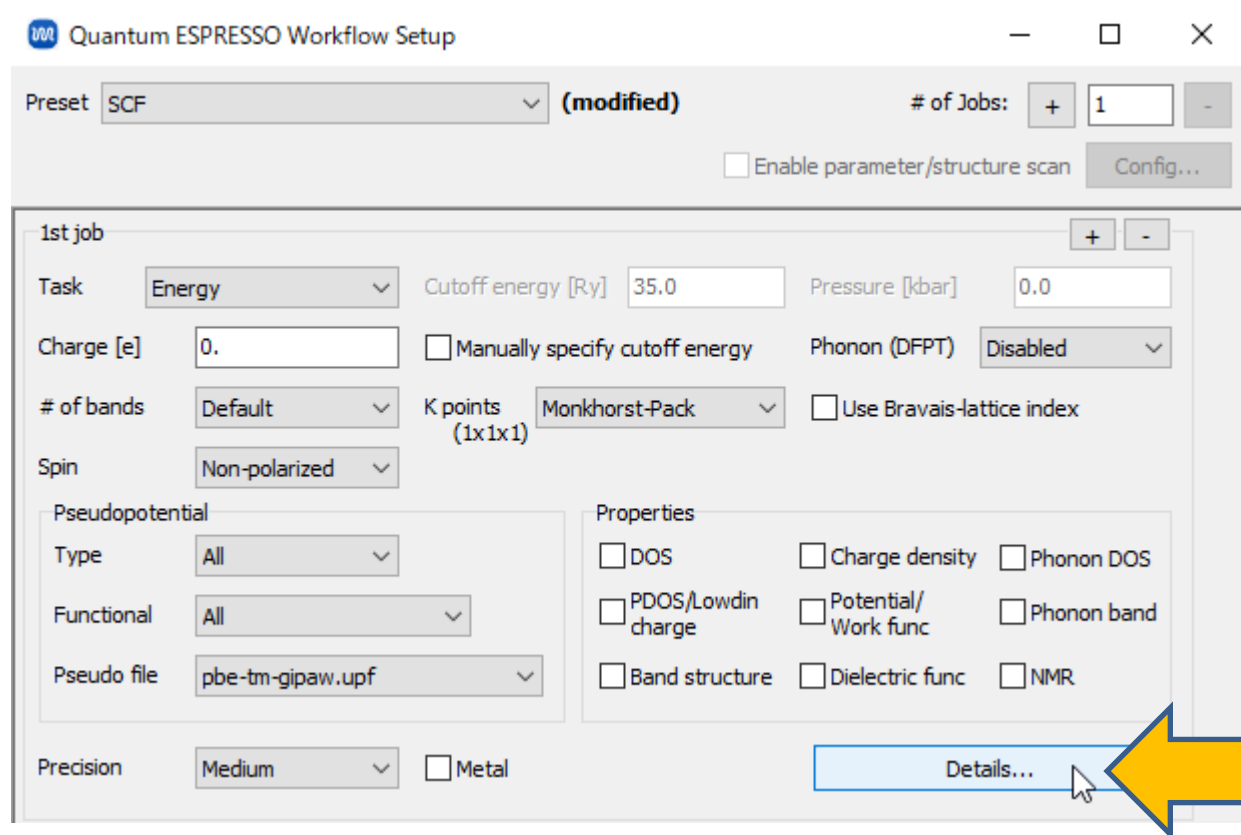 Quantum ESPRESSO Workflow Setup
Preset SCF (modified) # of Jobs: + 1 -
Enable parameter/structure scan Config...
1st job + -
Task Energy Cutoff energy [Ry] 35.0 Pressure [kbar] 0.0
Charge [e] 0. Manually specify cutoff energy Phonon (DFPT) Disabled
# of bands Default K points Monkhorst-Pack Use Bravais-lattice index
(1x1x1)
Spin Non-polarized
Pseudopotential Properties
Type All DOS Charge density Phonon DOS
Functional All PDOS/Lowdin Potential/ Phonon band
charge Work func
Pseudo file pbe-tm-gipaw.upf Band structure Dielectric func NMR
Precision Medium Metal Details...